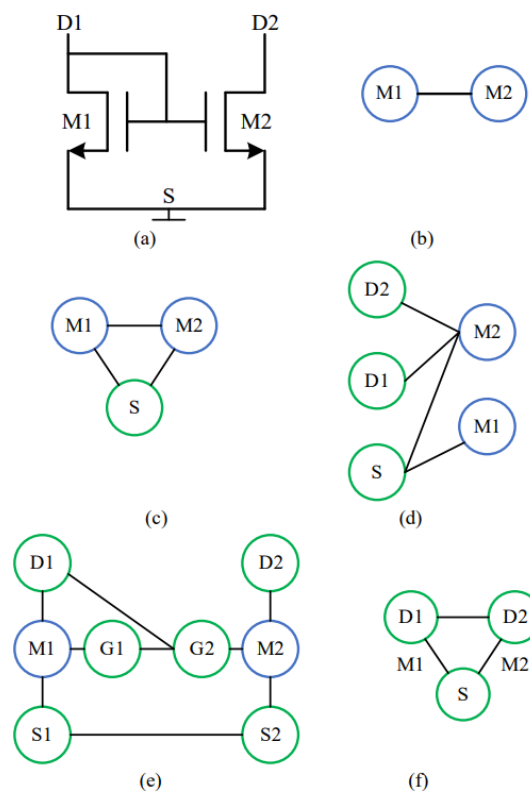 D1 D2
M1 M2
S
(a)
M1 M2
(b)
M1 M2
S
(c)
D2
M2
D1
M1
S
(d)
D1 D2
M1 G1 G2 M2
S1 S2
(e)
D1 D2
M1 M2
S
(f)